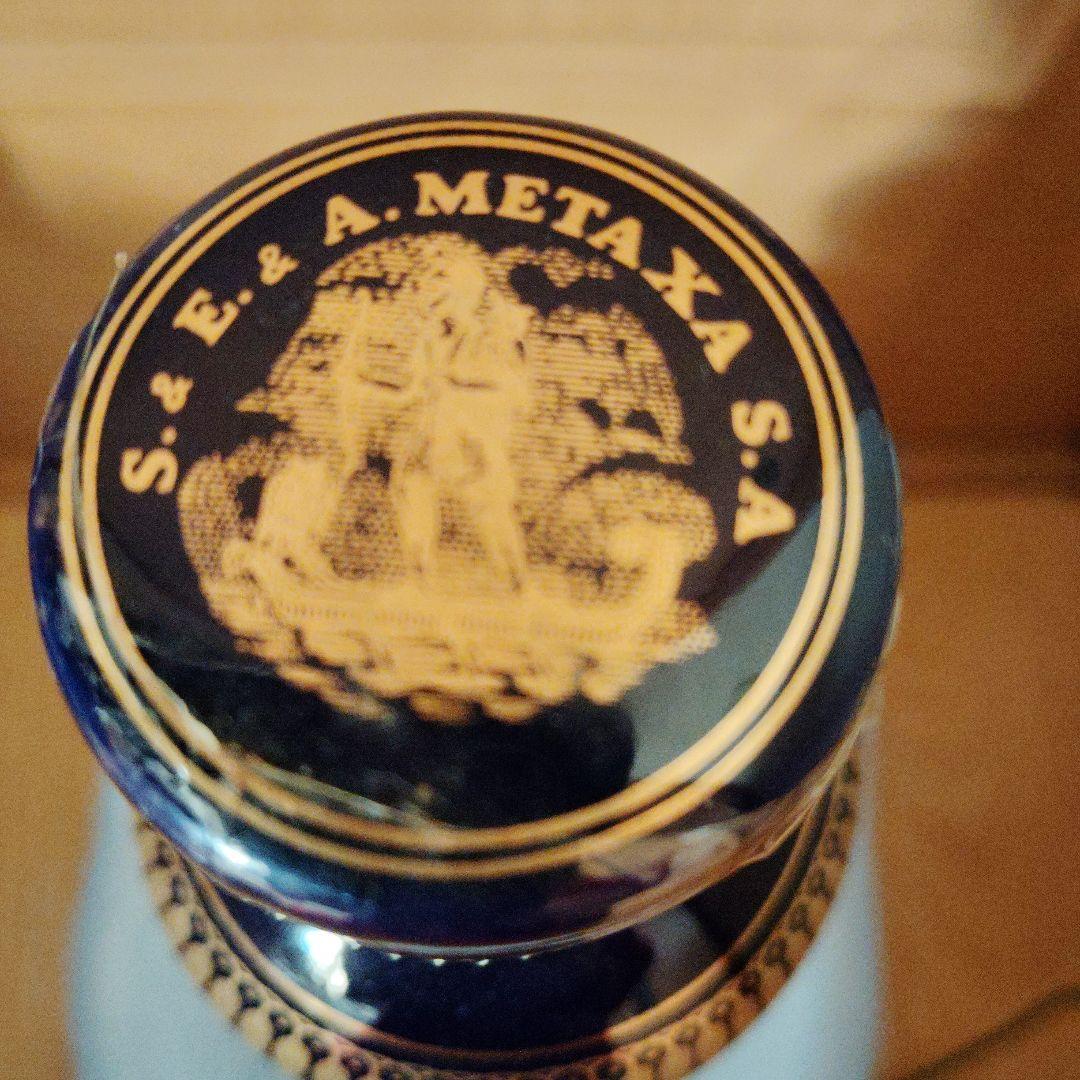 S. & E. & A. METAXA S.A